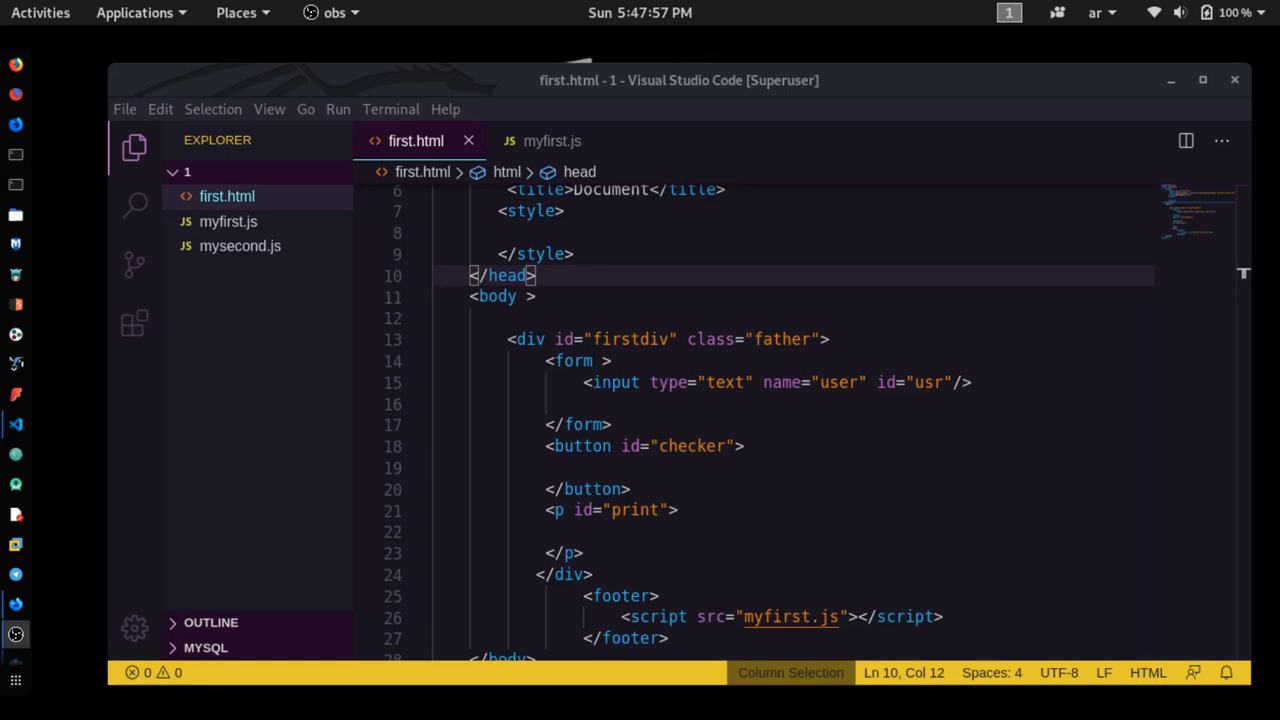 Activities Applications Places obs Sun 5:47:57 PM 1 ar 100 %
first.html - 1 - Visual Studio Code [Superuser]
File Edit Selection View Go Run Terminal Help
EXPLORER
1
first.html
myfirst.js
mysecond.js
OUTLINE
MYSQL
first.html myfirst.js
first.html > html > head
6 <title>Document</title>
7 <style>
8
9 </style>
10 </head>
11 <body >
12
13 <div id="firstdiv" class="father">
14 <form >
15 <input type="text" name="user" id="usr"/>
16
17 </form>
18 <button id="checker">
19
20 </button>
21 <p id="print">
22
23 </p>
24 </div>
25 <footer>
26 <script src="myfirst.js"></script>
27 </footer>
28 </body>
0 0 Column Selection Ln 10, Col 12 Spaces: 4 UTF-8 LF HTML